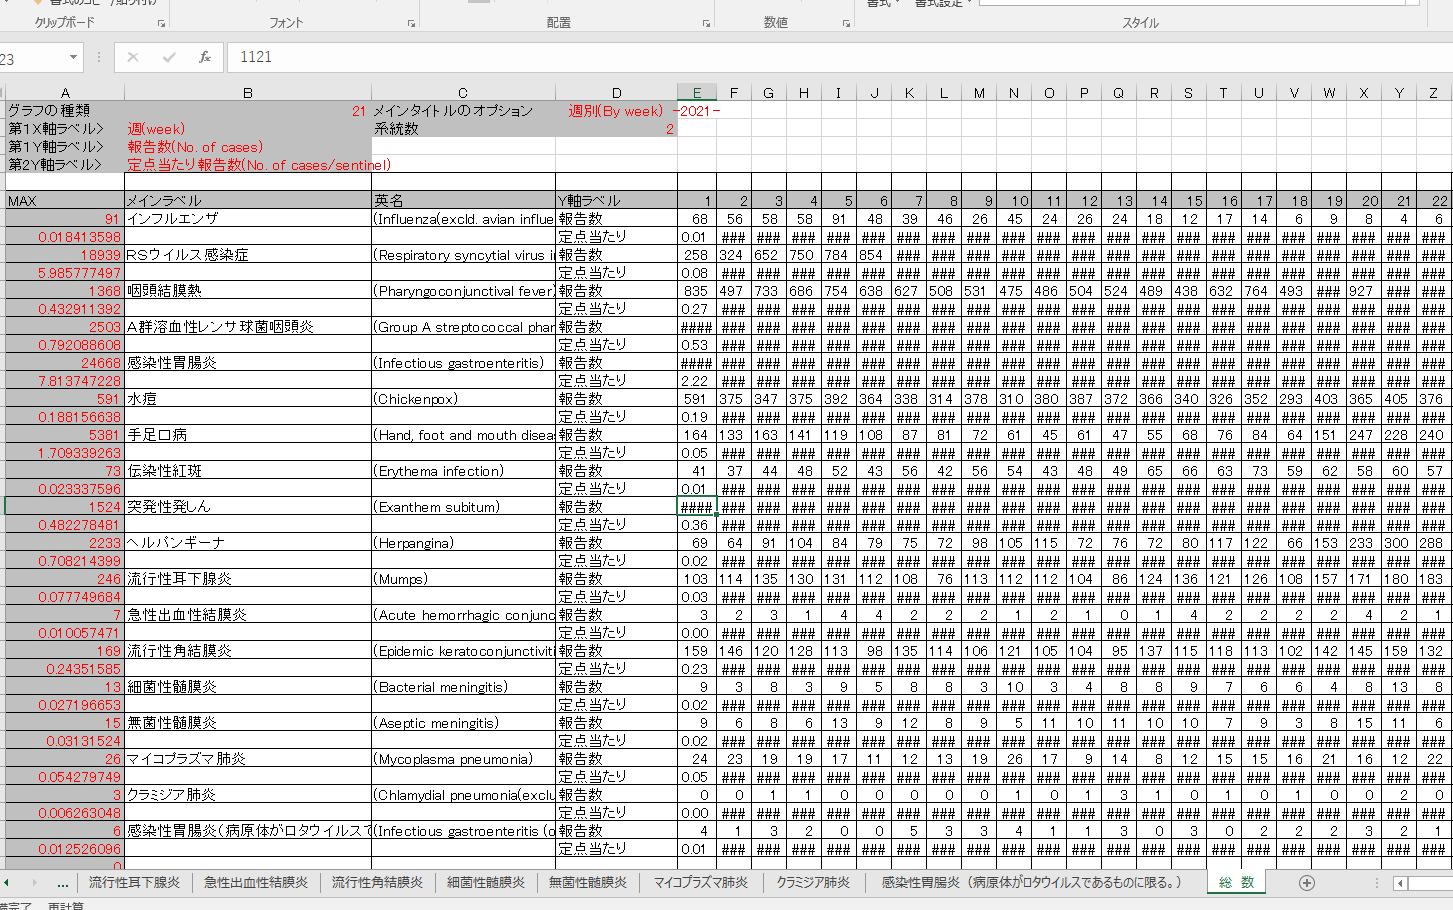 クリップボード フォント 配置 数値 スタイル
23 fx 1121
A B C D E F G H I J K L M N O P Q R S T U V W X Y Z
グラフの種類 21 メインタイトルのオプション 週別(By week) -2021-
第1X軸ラベル> 週(week) 系統数 2
第1Y軸ラベル> 報告数(No. of cases)
第2Y軸ラベル> 定点当たり報告数(No. of cases/sentinel)
MAX メインラベル 英名 Y軸ラベル 1 2 3 4 5 6 7 8 9 10 11 12 13 14 15 16 17 18 19 20 21 22
91 インフルエンザ (Influenza(excld. avian influe 報告数 68 56 58 58 91 48 39 46 26 45 24 26 24 18 12 17 14 6 9 8 4 6
0.018413598 定点当たり 0.01 ### ### ### ### ### ### ### ### ### ### ### ### ### ### ### ### ### ### ### ### ###
18939 RSウイルス感染症 (Respiratory syncytial virus i 報告数 258 324 652 750 784 854 ### ### ### ### ### ### ### ### ### ### ### ### ### ### ### ###
5.985777497 定点当たり 0.08 ### ### ### ### ### ### ### ### ### ### ### ### ### ### ### ### ### ### ### ### ###
1368 咽頭結膜熱 (Pharyngoconjunctival fever) 報告数 835 497 733 686 754 638 627 508 531 475 486 504 524 489 438 632 764 493 ### 927 ### ###
0.432911392 定点当たり 0.27 ### ### ### ### ### ### ### ### ### ### ### ### ### ### ### ### ### ### ### ### ###
2503 A群溶血性レンサ球菌咽頭炎 (Group A streptococcal phar 報告数 #### ### ### ### ### ### ### ### ### ### ### ### ### ### ### ### ### ### ### ### ### ###
0.792088608 定点当たり 0.53 ### ### ### ### ### ### ### ### ### ### ### ### ### ### ### ### ### ### ### ### ###
24668 感染性胃腸炎 (Infectious gastroenteritis) 報告数 #### ### ### ### ### ### ### ### ### ### ### ### ### ### ### ### ### ### ### ### ### ###
7.813747228 定点当たり 2.22 ### ### ### ### ### ### ### ### ### ### ### ### ### ### ### ### ### ### ### ### ###
591 水痘 (Chickenpox) 報告数 591 375 347 375 392 364 338 314 378 310 380 387 372 366 340 326 352 293 403 365 405 376
0.188156638 定点当たり 0.19 ### ### ### ### ### ### ### ### ### ### ### ### ### ### ### ### ### ### ### ### ###
5381 手足口病 (Hand, foot and mouth disea 報告数 164 133 163 141 119 108 87 81 72 61 45 61 47 55 68 76 84 64 151 247 228 240
1.709339263 定点当たり 0.05 ### ### ### ### ### ### ### ### ### ### ### ### ### ### ### ### ### ### ### ### ###
73 伝染性紅斑 (Erythema infection) 報告数 41 37 44 48 52 43 56 42 56 54 43 48 49 65 66 63 73 59 62 58 60 57
0.023337596 定点当たり 0.01 ### ### ### ### ### ### ### ### ### ### ### ### ### ### ### ### ### ### ### ### ###
1524 突発性発しん (Exanthem subitum) 報告数 #### ### ### ### ### ### ### ### ### ### ### ### ### ### ### ### ### ### ### ### ### ###
0.482278481 定点当たり 0.36 ### ### ### ### ### ### ### ### ### ### ### ### ### ### ### ### ### ### ### ### ###
2233 ヘルパンギーナ (Herpangina) 報告数 69 64 91 104 84 79 75 72 98 105 115 72 76 72 80 117 122 66 153 233 300 288
0.708214399 定点当たり 0.02 ### ### ### ### ### ### ### ### ### ### ### ### ### ### ### ### ### ### ### ### ###
246 流行性耳下腺炎 (Mumps) 報告数 103 114 135 130 131 112 108 76 113 112 112 104 86 124 136 121 126 108 157 171 180 183
0.077749684 定点当たり 0.03 ### ### ### ### ### ### ### ### ### ### ### ### ### ### ### ### ### ### ### ### ###
7 急性出血性結膜炎 (Acute hemorrhagic conjunc 報告数 3 2 3 1 4 4 2 2 2 1 2 1 0 1 4 2 2 2 2 4 2 1
0.010057471 定点当たり 0.00 ### ### ### ### ### ### ### ### ### ### ### ### ### ### ### ### ### ### ### ### ###
169 流行性角結膜炎 (Epidemic keratoconjunctiviti 報告数 159 146 120 128 113 98 135 114 106 121 105 104 95 137 115 118 113 102 142 145 159 132
0.24351585 定点当たり 0.23 ### ### ### ### ### ### ### ### ### ### ### ### ### ### ### ### ### ### ### ### ###
13 細菌性髄膜炎 (Bacterial meningitis) 報告数 9 3 8 3 9 5 8 8 3 10 3 4 8 8 9 7 6 6 4 8 13 8
0.027196653 定点当たり 0.02 ### ### ### ### ### ### ### ### ### ### ### ### ### ### ### ### ### ### ### ### ###
15 無菌性髄膜炎 (Aseptic meningitis) 報告数 9 6 8 6 13 9 12 8 9 5 11 10 11 10 10 7 9 3 8 15 11 6
0.03131524 定点当たり 0.02 ### ### ### ### ### ### ### ### ### ### ### ### ### ### ### ### ### ### ### ### ###
26 マイコプラズマ肺炎 (Mycoplasma pneumonia) 報告数 24 23 19 19 17 11 12 13 19 26 17 9 14 8 12 15 15 16 21 16 12 22
0.054279749 定点当たり 0.05 ### ### ### ### ### ### ### ### ### ### ### ### ### ### ### ### ### ### ### ### ###
3 クラミジア肺炎 (Chlamydial pneumonia(exclu 報告数 0 0 1 1 0 0 0 0 0 1 0 1 3 1 0 1 0 1 0 0 2 0
0.006263048 定点当たり 0.00 ### ### ### ### ### ### ### ### ### ### ### ### ### ### ### ### ### ### ### ### ###
6 感染性胃腸炎(病原体がロタウイルスで (Infectious gastroenteritis (o 報告数 4 1 3 2 0 0 5 3 3 4 1 1 3 0 3 0 2 2 2 3 2 1
0.012526096 定点当たり 0.01 ### ### ### ### ### ### ### ### ### ### ### ### ### ### ### ### ### ### ### ### ###
0
... 流行性耳下腺炎 急性出血性結膜炎 流行性角結膜炎 細菌性髄膜炎 無菌性髄膜炎 マイコプラズマ肺炎 クラミジア肺炎 感染性胃腸炎（病原体がロタウイルスであるものに限る。） 総 数